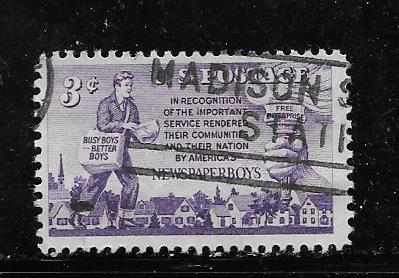 3¢
U.S. POSTAGE
MADISON S
STATI
IN RECOGNITION
OF THE IMPORTANT
SERVICE RENDERED
THEIR COMMUNITIES
AND THEIR NATION
BY AMERICA'S
NEWSPAPERBOYS
BUSY BOYS
BETTER
BOYS
FREE
ENTERPRISE